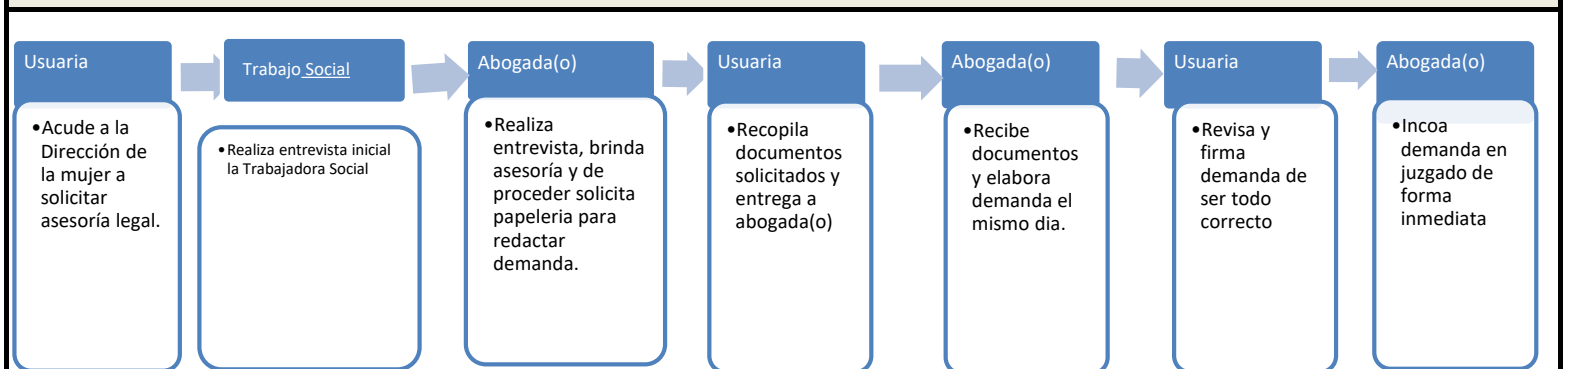 Usuaria
•Acude a la
Dirección de
la mujer a
solicitar
asesoría legal.
Trabajo Social
•Realiza entrevista inicial
la Trabajadora Social
Abogada(o)
•Realiza
entrevista, brinda
asesoría y de
proceder solicita
papeleria para
redactar
demanda.
Usuaria
•Recopila
documentos
solicitados y
entrega a
abogada(o)
Abogada(o)
•Recibe
documentos
y elabora
demanda el
mismo dia.
Usuaria
•Revisa y
firma
demanda de
ser todo
correcto
Abogada(o)
•Incoa
demanda en
juzgado de
forma
inmediata